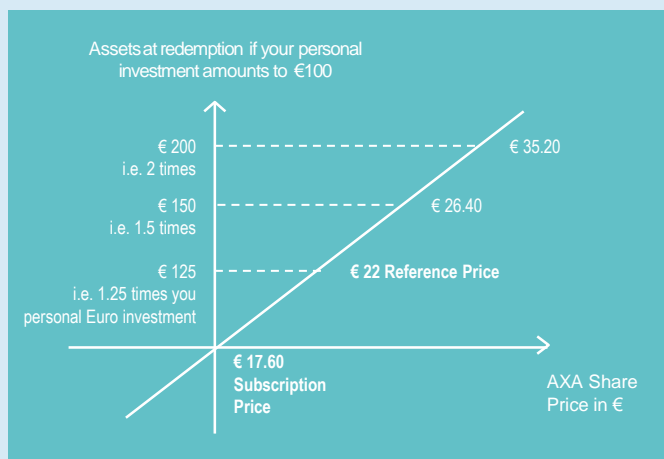 Assets at redemption if your personal
investment amounts to €100
€ 200
i.e. 2 times
€ 35.20
€ 150
i.e. 1.5 times
€ 26.40
€ 125
i.e. 1.25 times you
personal Euro investment
€ 22 Reference Price
€ 17.60
Subscription
Price
AXA Share
Price in €